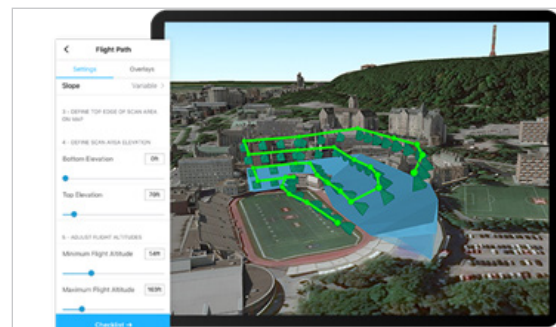 Flight Path
Settings Overlays
Slope Variable
3 - DEFINE TOP EDGE OF SCAN AREA
ON MAP
4 - DEFINE SCAN AREA ELEVATION
Bottom Elevation 0ft
Top Elevation 78ft
5 - ADJUST FLIGHT ALTITUDES
Minimum Flight Altitude 54ft
Maximum Flight Altitude 160ft
Checklist →